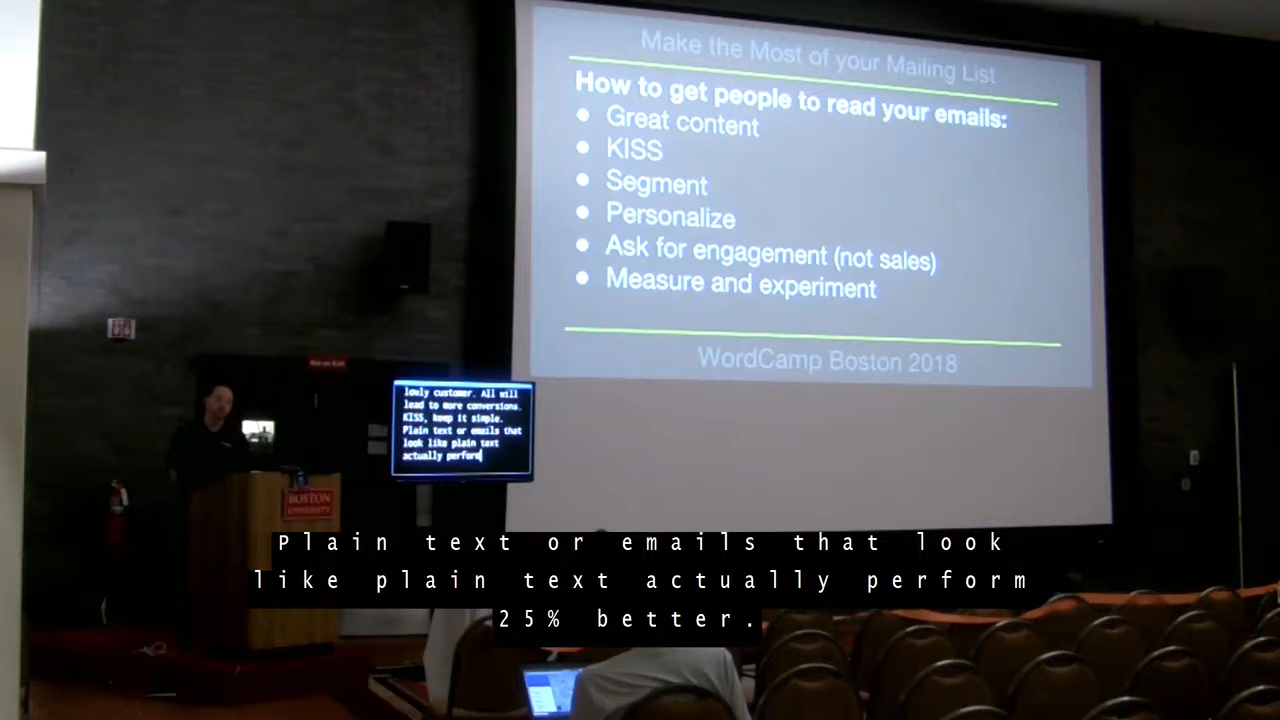 Make the Most of your Mailing List
How to get people to read your emails:
● Great content
● KISS
● Segment
● Personalize
● Ask for engagement (not sales)
● Measure and experiment
WordCamp Boston 2018
lowly customer. All will
lead to more conversions.
KISS, keep it simple.
Plain text or emails that
look like plain text
actually perform
BOSTON
UNIVERSITY
Plain text or emails that look
like plain text actually perform
25% better.